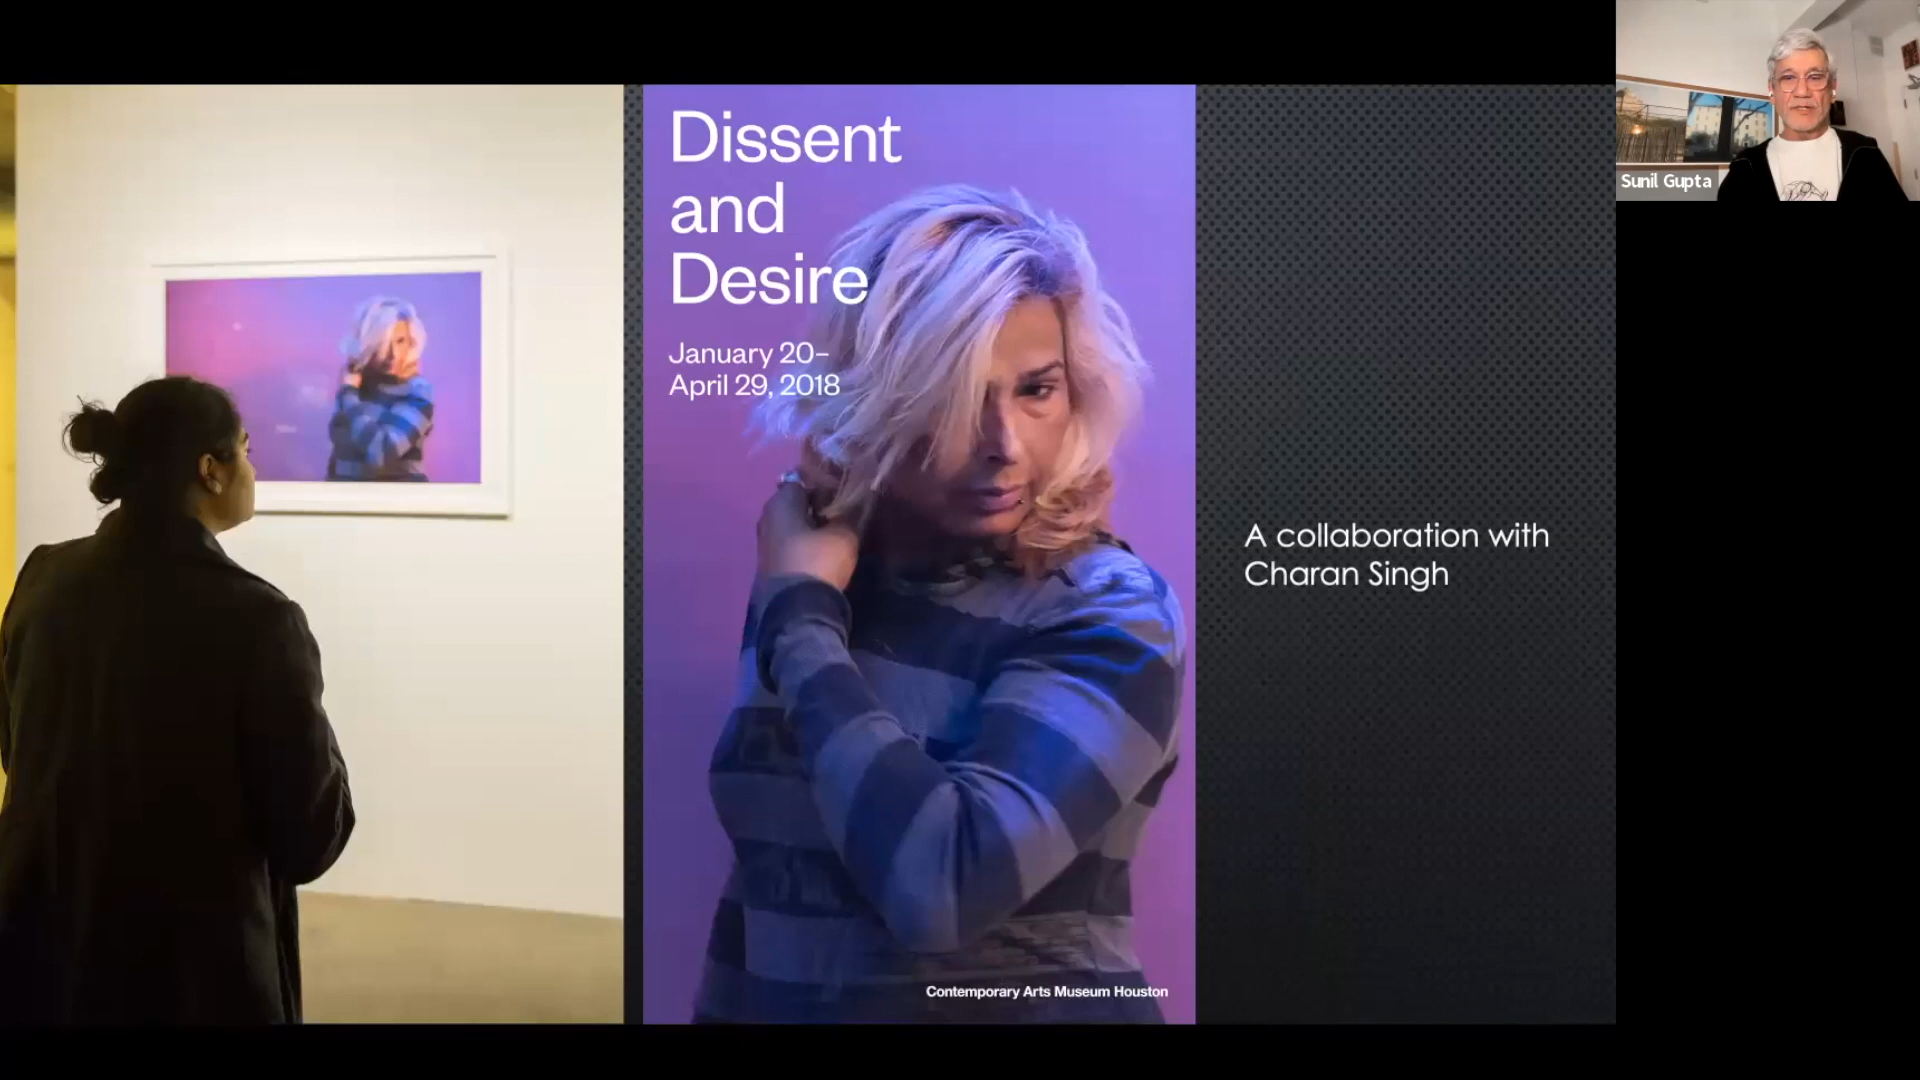 Dissent
and
Desire
January 20–
April 29, 2018
Contemporary Arts Museum Houston
A collaboration with
Charan Singh
Sunil Gupta